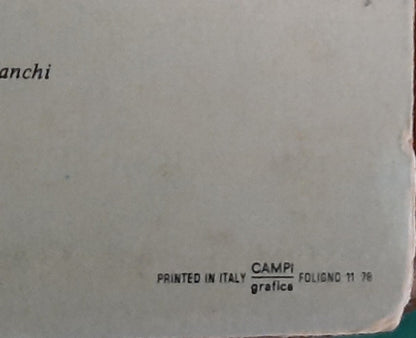 anchi
PRINTED IN ITALY CAMPI grafica FOLIGNO 11 78